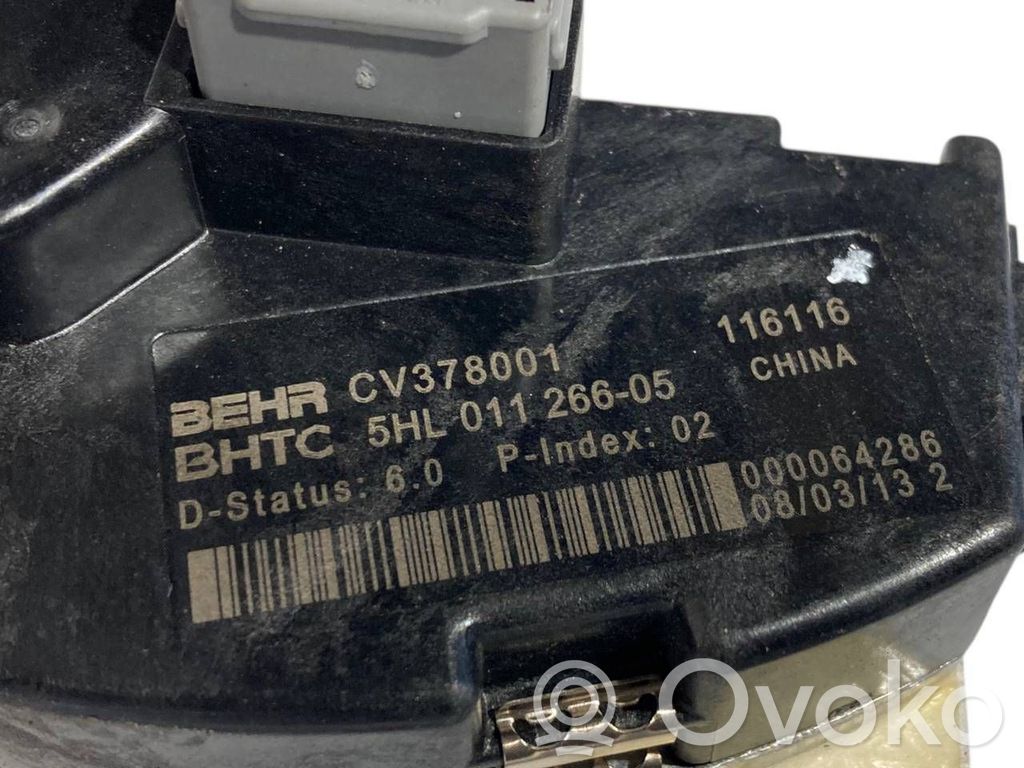 BEHR CV378001 116116
BHTC 5HL 011 266-05 CHINA
D-Status: 6.0 P-Index: 02
000064286
08/03/13 2
Ovoko